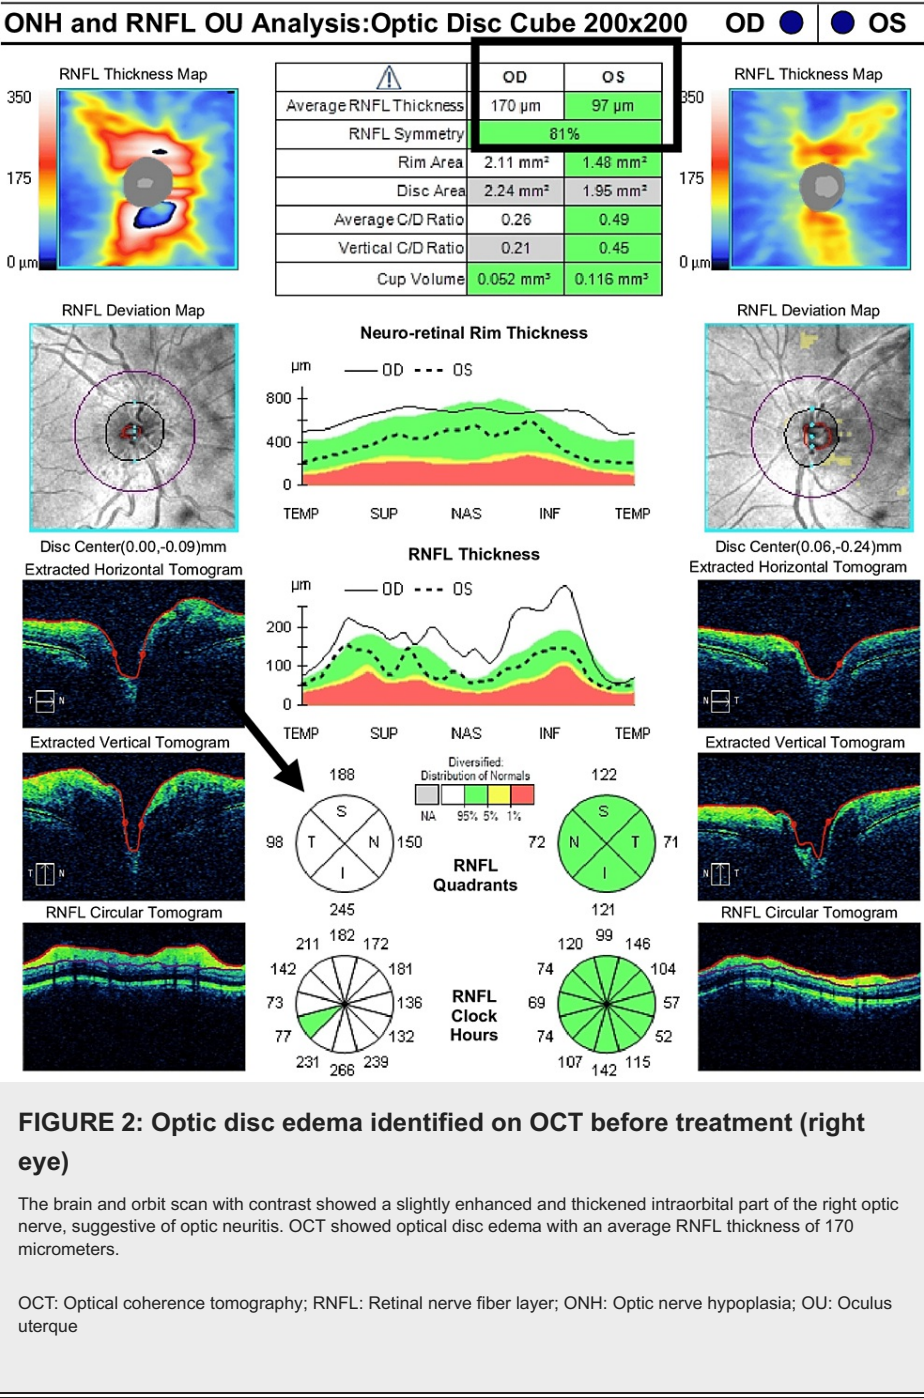 ONH and RNFL OU Analysis:Optic Disc Cube 200x200 OD OS
RNFL Thickness Map
350
175
0 µm
OD OS
Average RNFL Thickness 170 µm 97 µm
RNFL Symmetry 81%
Rim Area 2.11 mm² 1.48 mm²
Disc Area 2.24 mm² 1.95 mm²
Average C/D Ratio 0.26 0.49
Vertical C/D Ratio 0.21 0.45
Cup Volume 0.052 mm³ 0.116 mm³
RNFL Thickness Map
350
175
0 µm
RNFL Deviation Map
Disc Center(0.00,-0.09)mm
Neuro-retinal Rim Thickness
µm OD OS
800
400
0
TEMP SUP NAS INF TEMP
RNFL Deviation Map
Disc Center(0.06,-0.24)mm
Extracted Horizontal Tomogram
T N
RNFL Thickness
µm OD OS
200
100
0
TEMP SUP NAS INF TEMP
Extracted Horizontal Tomogram
N T
Extracted Vertical Tomogram
T N
188
S
98 T N 150
I
245
Diversified:
Distribution of Normals
NA 95% 5% 1%
RNFL
Quadrants
122
S
72 N T 71
I
121
Extracted Vertical Tomogram
N T
RNFL Circular Tomogram
211 182 172
142 181
73 136
77 132
231 266 239
RNFL
Clock
Hours
120 99 146
74 104
69 57
74 52
107 142 115
RNFL Circular Tomogram
FIGURE 2: Optic disc edema identified on OCT before treatment (right
eye)
The brain and orbit scan with contrast showed a slightly enhanced and thickened intraorbital part of the right optic
nerve, suggestive of optic neuritis. OCT showed optical disc edema with an average RNFL thickness of 170
micrometers.
OCT: Optical coherence tomography; RNFL: Retinal nerve fiber layer; ONH: Optic nerve hypoplasia; OU: Oculus
uterque